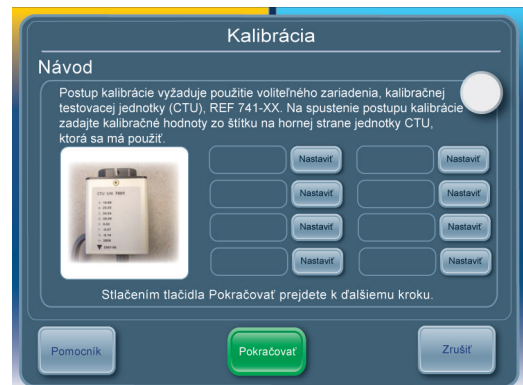 Kalibrácia
Návod
Postup kalibrácie vyžaduje použitie voliteľného zariadenia, kalibračnej
testovacej jednotky (CTU), REF 741-XX. Na spustenie postupu kalibrácie
zadajte kalibračné hodnoty zo štítku na hornej strane jednotky CTU,
ktorá sa má použiť.
Nastaviť
Nastaviť
Nastaviť
Nastaviť
Nastaviť
Nastaviť
Nastaviť
Nastaviť
Stlačením tlačidla Pokračovať prejdete k ďalšiemu kroku.
Pomocník
Pokračovať
Zrušiť